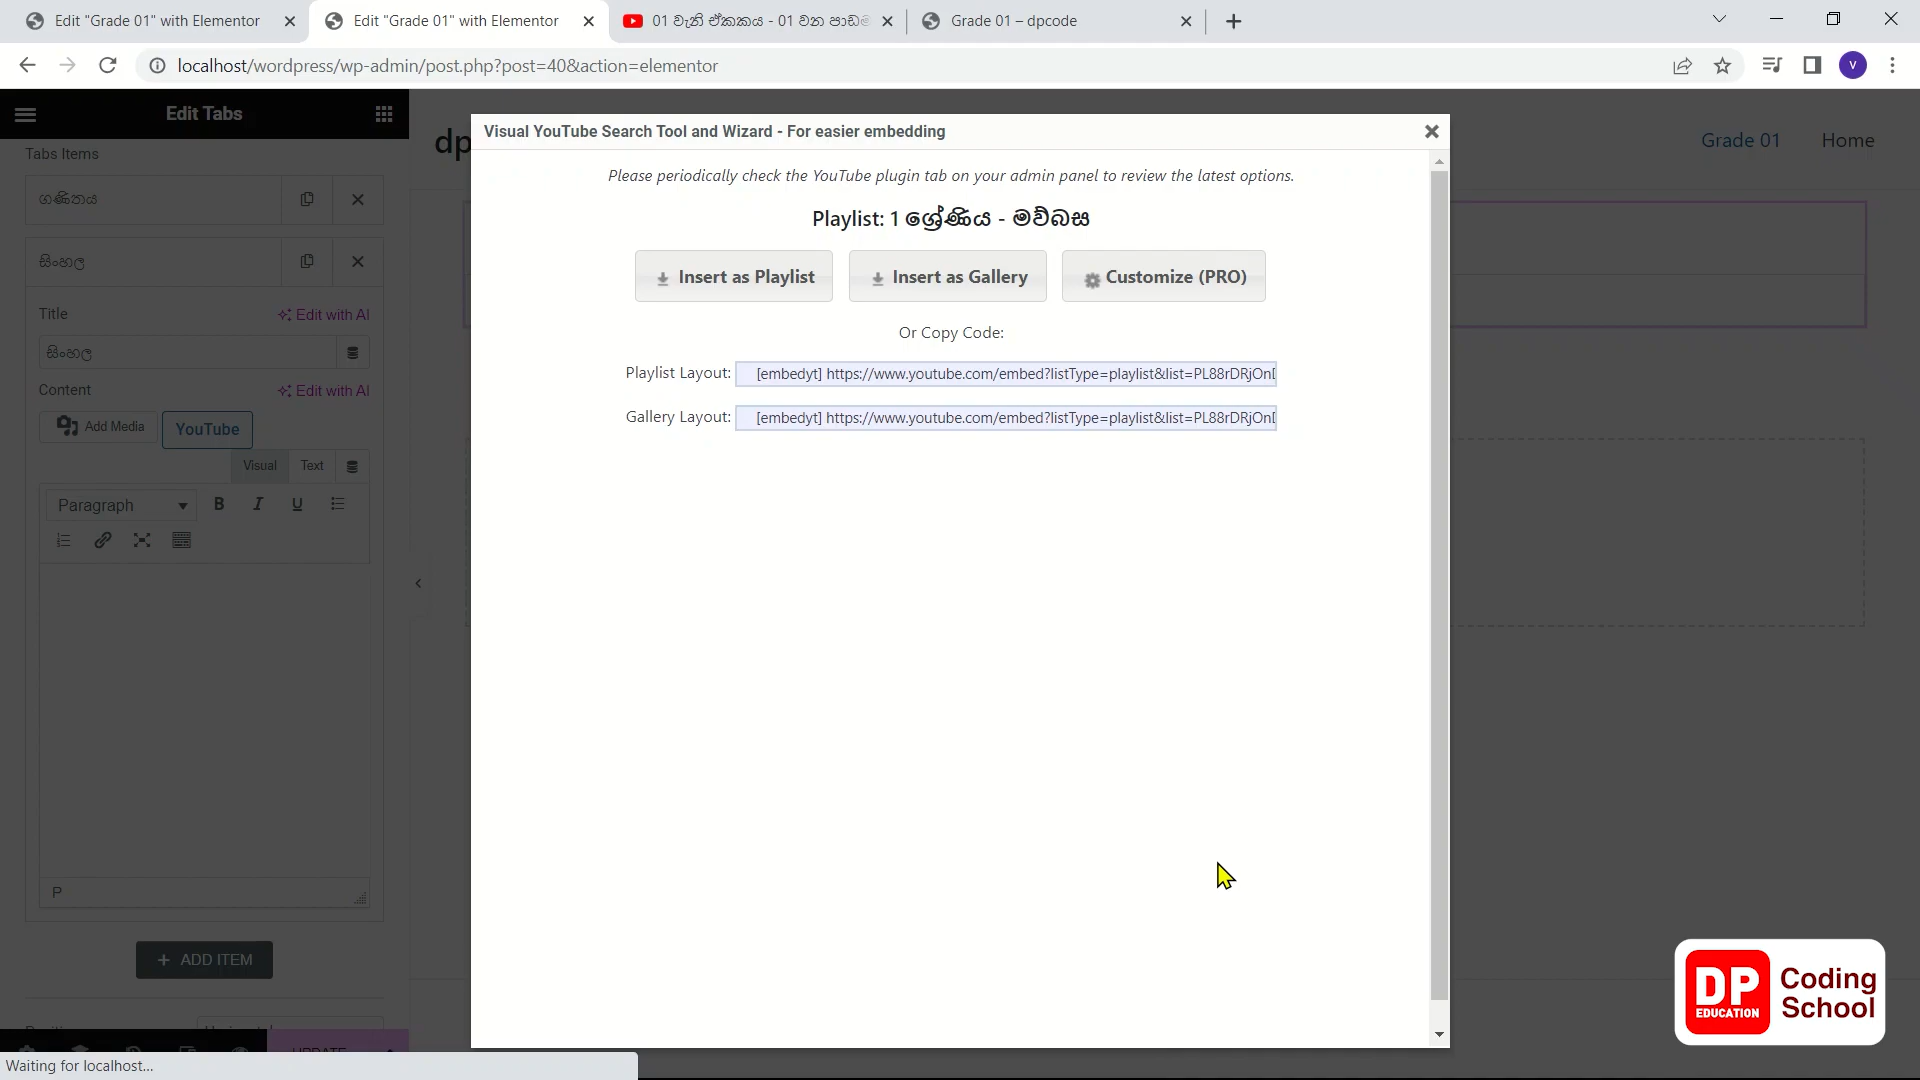 Edit "Grade 01" with Elementor
Edit "Grade 01" with Elementor
01 වැනි ඒකකය - 01 වන පාඩම
Grade 01 – dpcode
localhost/wordpress/wp-admin/post.php?post=40&action=elementor
V
Edit Tabs
Tabs Items
ගණිතය
සිංහල
Title
Edit with AI
සිංහල
Content
Edit with AI
Add Media
YouTube
Visual
Text
Paragraph
B
I
U
P
ADD ITEM
Waiting for localhost...
Grade 01
Home
Visual YouTube Search Tool and Wizard - For easier embedding
Please periodically check the YouTube plugin tab on your admin panel to review the latest options.
Playlist: 1 ශ්‍රේණිය - මව්බස
Insert as Playlist
Insert as Gallery
Customize (PRO)
Or Copy Code:
Playlist Layout:
[embedyt] https://www.youtube.com/embed?listType=playlist&list=PL88rDRjOnD
Gallery Layout:
[embedyt] https://www.youtube.com/embed?listType=playlist&list=PL88rDRjOnD
DP
EDUCATION
Coding
School